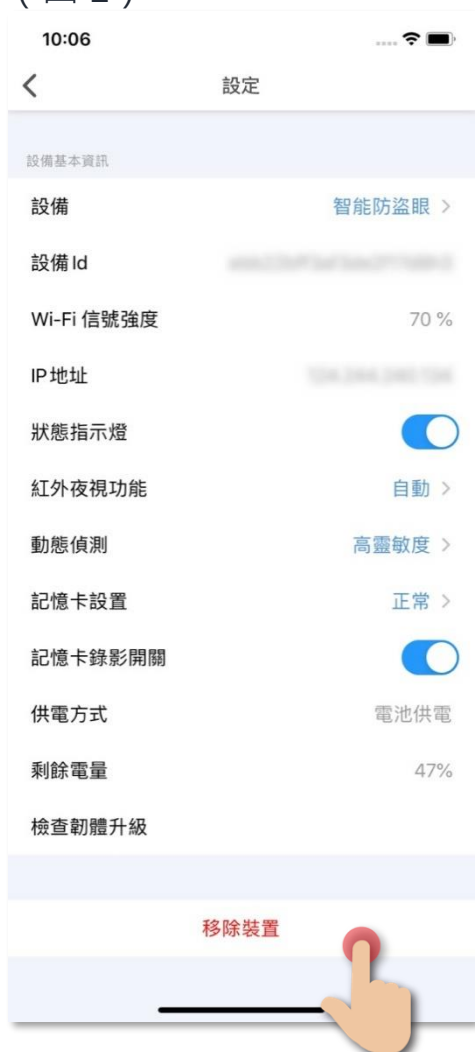 (圖2)
10:06
設定
設備基本資訊
設備 智能防盜眼
設備 Id
Wi-Fi 信號強度 70 %
IP地址
狀態指示燈
紅外夜視功能 自動
動態偵測 高靈敏度
記憶卡設置 正常
記憶卡錄影開關
供電方式 電池供電
剩餘電量 47%
檢查韌體升級
移除裝置